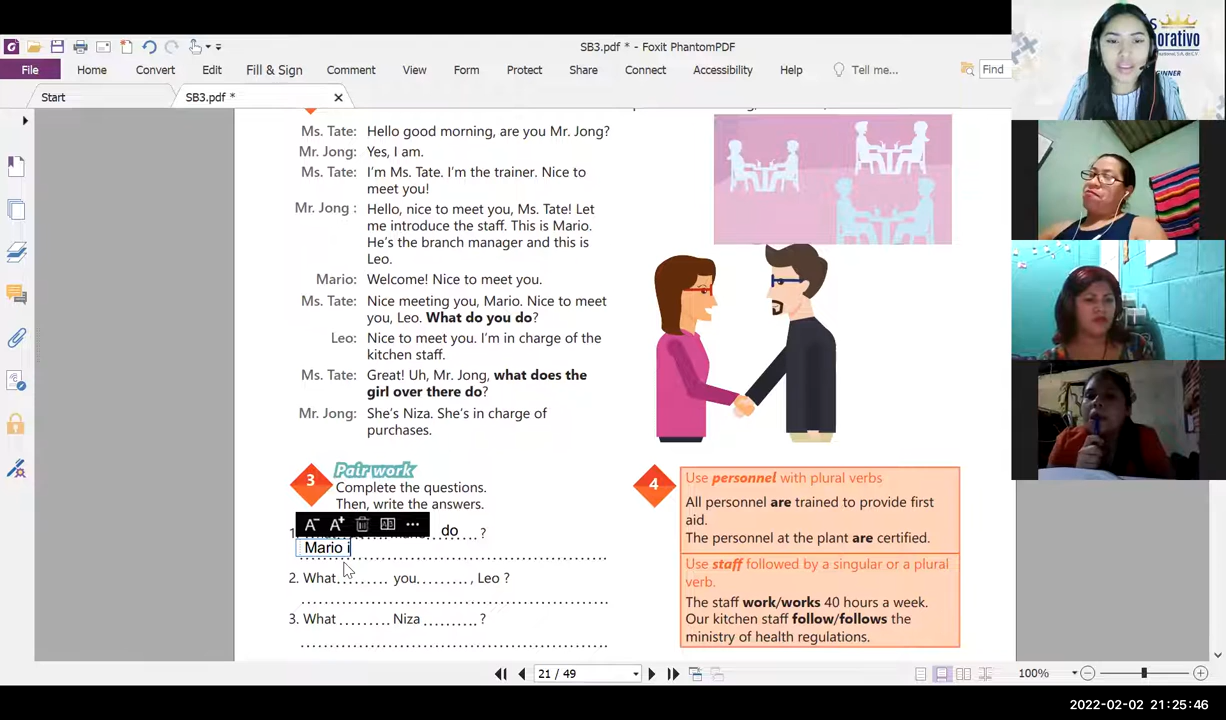 SB3.pdf * - Foxit PhantomPDF
File Home Convert Edit Fill & Sign Comment View Form Protect Share Connect Accessibility Help Tell me... Find
Start SB3.pdf *
Ms. Tate: Hello good morning, are you Mr. Jong?
Mr. Jong: Yes, I am.
Ms. Tate: I'm Ms. Tate. I'm the trainer. Nice to
meet you!
Mr. Jong : Hello, nice to meet you, Ms. Tate! Let
me introduce the staff. This is Mario.
He's the branch manager and this is
Leo.
Mario: Welcome! Nice to meet you.
Ms. Tate: Nice meeting you, Mario. Nice to meet
you, Leo. What do you do?
Leo: Nice to meet you. I'm in charge of the
kitchen staff.
Ms. Tate: Great! Uh, Mr. Jong, what does the
girl over there do?
Mr. Jong: She's Niza. She's in charge of
purchases.
3 Pair work
Complete the questions.
Then, write the answers.
do.......?
Mario i
2. What......... you........., Leo ?
3. What ......... Niza ..........?
4
Use personnel with plural verbs
All personnel are trained to provide first
aid.
The personnel at the plant are certified.
Use staff followed by a singular or a plural
verb.
The staff work/works 40 hours a week.
Our kitchen staff follow/follows the
ministry of health regulations.
21 / 49
100%
2022-02-02 21:25:46